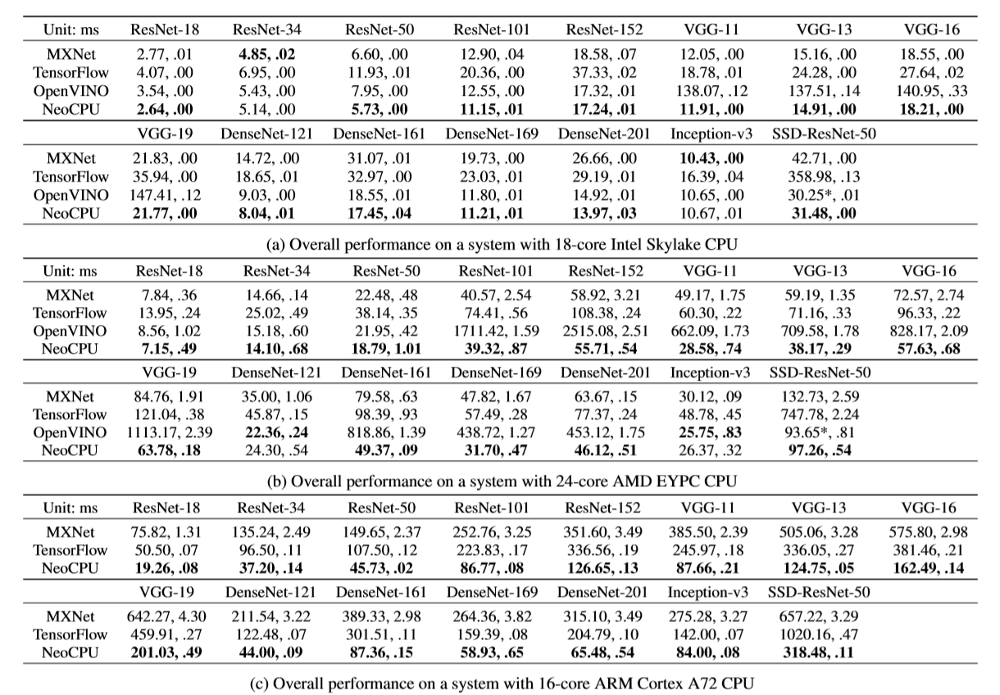 Unit: ms ResNet-18 ResNet-34 ResNet-50 ResNet-101 ResNet-152 VGG-11 VGG-13 VGG-16
MXNet 2.77, .01 4.85, .02 6.60, .00 12.90, .04 18.58, .07 12.05, .00 15.16, .00 18.55, .00
TensorFlow 4.07, .00 6.95, .00 11.93, .01 20.36, .00 37.33, .02 18.78, .01 24.28, .00 27.64, .02
OpenVINO 3.54, .00 5.43, .00 7.95, .00 12.55, .00 17.32, .01 138.07, .12 137.51, .14 140.95, .33
NeoCPU 2.64, .00 5.14, .00 5.73, .00 11.15, .01 17.24, .01 11.91, .00 14.91, .00 18.21, .00
VGG-19 DenseNet-121 DenseNet-161 DenseNet-169 DenseNet-201 Inception-v3 SSD-ResNet-50
MXNet 21.83, .00 14.72, .00 31.07, .01 19.73, .00 26.66, .00 10.43, .00 42.71, .00
TensorFlow 35.94, .00 18.65, .01 32.97, .00 23.03, .01 29.19, .01 16.39, .04 358.98, .13
OpenVINO 147.41, .12 9.03, .00 18.55, .01 11.80, .01 14.92, .01 10.65, .00 30.25*, .01
NeoCPU 21.77, .00 8.04, .01 17.45, .04 11.21, .01 13.97, .03 10.67, .01 31.48, .00
(a) Overall performance on a system with 18-core Intel Skylake CPU
Unit: ms ResNet-18 ResNet-34 ResNet-50 ResNet-101 ResNet-152 VGG-11 VGG-13 VGG-16
MXNet 7.84, .36 14.66, .14 22.48, .48 40.57, 2.54 58.92, 3.21 49.17, 1.75 59.19, 1.35 72.57, 2.74
TensorFlow 13.95, .24 25.02, .49 38.14, .35 74.41, .56 108.38, .24 60.30, .22 71.16, .33 96.33, .22
OpenVINO 8.56, 1.02 15.18, .60 21.95, .42 1711.42, 1.59 2515.08, 2.51 662.09, 1.73 709.58, 1.78 828.17, 2.09
NeoCPU 7.15, .49 14.10, .68 18.79, 1.01 39.32, .87 55.71, .54 28.58, .74 38.17, .29 57.63, .68
VGG-19 DenseNet-121 DenseNet-161 DenseNet-169 DenseNet-201 Inception-v3 SSD-ResNet-50
MXNet 84.76, 1.91 35.00, 1.06 79.58, .63 47.82, 1.67 63.67, .15 30.12, .09 132.73, 2.59
TensorFlow 121.04, .38 45.87, .15 98.39, .93 57.49, .28 77.37, .24 48.78, .45 747.78, 2.24
OpenVINO 1113.17, 2.39 22.36, .24 818.86, 1.39 438.72, 1.27 453.12, 1.75 25.75, .83 93.65*, .81
NeoCPU 63.78, .18 24.30, .54 49.37, .09 31.70, .47 46.12, .51 26.37, .32 97.26, .54
(b) Overall performance on a system with 24-core AMD EYPC CPU
Unit: ms ResNet-18 ResNet-34 ResNet-50 ResNet-101 ResNet-152 VGG-11 VGG-13 VGG-16
MXNet 75.82, 1.31 135.24, 2.49 149.65, 2.37 252.76, 3.25 351.60, 3.49 385.50, 2.39 505.06, 3.28 575.80, 2.98
TensorFlow 50.50, .07 96.50, .11 107.50, .12 223.83, .17 336.56, .19 245.97, .18 336.05, .27 381.46, .21
NeoCPU 19.26, .08 37.20, .14 45.73, .02 86.77, .08 126.65, .13 87.66, .21 124.75, .05 162.49, .14
VGG-19 DenseNet-121 DenseNet-161 DenseNet-169 DenseNet-201 Inception-v3 SSD-ResNet-50
MXNet 642.27, 4.30 211.54, 3.22 389.33, 2.98 264.36, 3.82 315.10, 3.49 275.28, 3.27 657.22, 3.29
TensorFlow 459.91, .27 122.48, .07 301.51, .11 159.39, .08 204.79, .10 142.00, .07 1020.16, .47
NeoCPU 201.03, .49 44.00, .09 87.36, .15 58.93, .65 65.48, .54 84.00, .08 318.48, .11
(c) Overall performance on a system with 16-core ARM Cortex A72 CPU